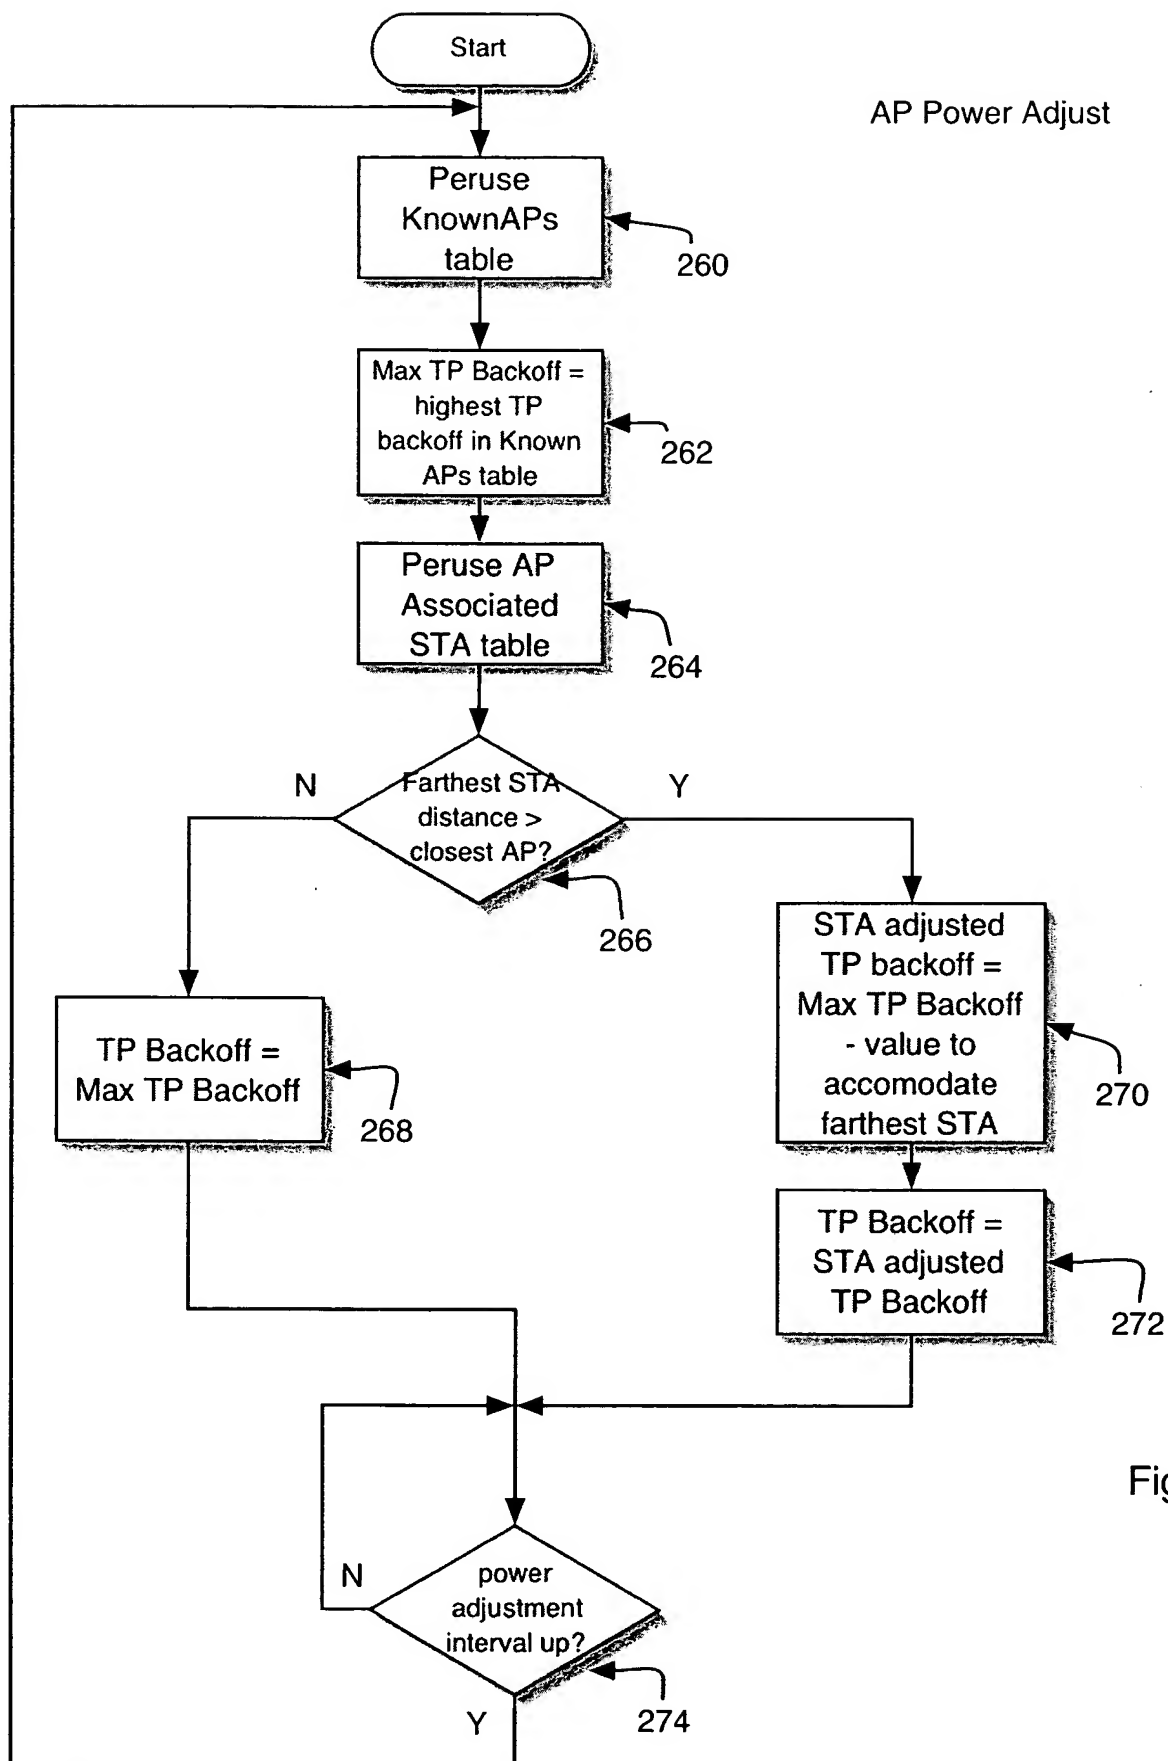 Start
AP Power Adjust
Peruse
KnownAPs
table
260
Max TP Backoff =
highest TP
backoff in Known
APs table
262
Peruse AP
Associated
STA table
264
N
Farthest STA
distance >
closest AP?
Y
266
STA adjusted
TP backoff =
Max TP Backoff
- value to
accomodate
farthest STA
270
TP Backoff =
Max TP Backoff
268
TP Backoff =
STA adjusted
TP Backoff
272
Fig
N
power
adjustment
interval up?
274
Y